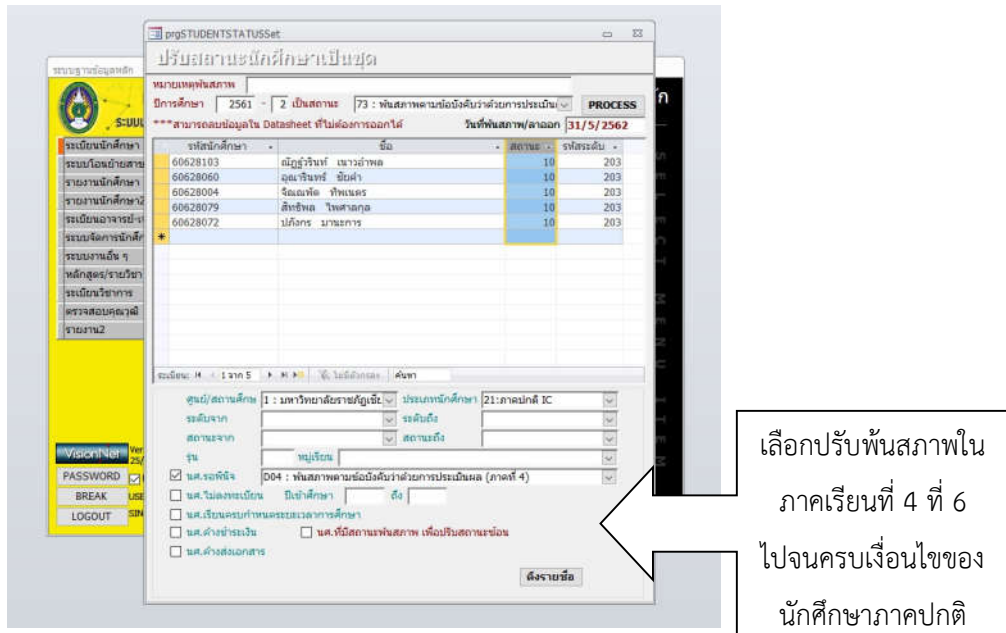 prgSTUDENTSTATUSSet
ปรับสถานะนักศึกษาเป็นชุด
ระบบฐานข้อมูลหลัก
หมายเหตุพ้นสภาพ
ปีการศึกษา 2561 - 2 เป็นสถานะ 73 : พ้นสภาพตามข้อบังคับว่าด้วยการประเมิน PROCESS
***สามารถลบข้อมูลใน Datasheet ที่ไม่ต้องการออกได้ วันที่พ้นสภาพ/ลาออก 31/5/2562
รหัสนักศึกษา ชื่อ สถานะ รหัสระดับ
60628103 ณัฏฐ์วรินท์ เนาวอำพล 10 203
60628060 อุณารินทร์ ขันคำ 10 203
60628004 จิณณพัต ทิพเนตร 10 203
60628079 สิทธิพล ไพศาลกุล 10 203
60628072 ปภังกร มานะการ 10 203
ระเบียน: 1 จาก 5 ไม่มีตัวกรอง ค้นหา
ระเบียนนักศึกษา
ระบบโอนย้ายสาข
รายงานนักศึกษา
รายงานนักศึกษา2
ระเบียนอาจารย์-เจ
ระบบจัดการนักศึก
ระบบงานอื่น ๆ
หลักสูตร/รายวิชา
ระเบียนวิชาการ
ตรวจสอบคุณวุฒิ
รายงาน2
VisionNet Ver
25/
PASSWORD
BREAK USE
LOGOUT SIN
ศูนย์/สถานศึกษ 1 : มหาวิทยาลัยราชภัฏเชีย ประเภทนักศึกษา 21:ภาคปกติ IC
ระดับจาก ระดับถึง
สถานะจาก สถานะถึง
รุ่น หมู่เรียน
นศ.รอพินิจ D04 : พ้นสภาพตามข้อบังคับว่าด้วยการประเมินผล (ภาคที่ 4)
นศ.ไม่ลงทะเบียน ปีเข้าศึกษา ถึง
นศ.เรียนครบกำหนดระยะเวลาการศึกษา
นศ.ค้างชำระเงิน นศ.ที่มีสถานะพ้นสภาพ เพื่อปรับสถานะซ้อน
นศ.ค้างส่งเอกสาร
ดึงรายชื่อ
เลือกปรับพ้นสภาพใน
ภาคเรียนที่ 4 ที่ 6
ไปจนครบเงื่อนไขของ
นักศึกษาภาคปกติ